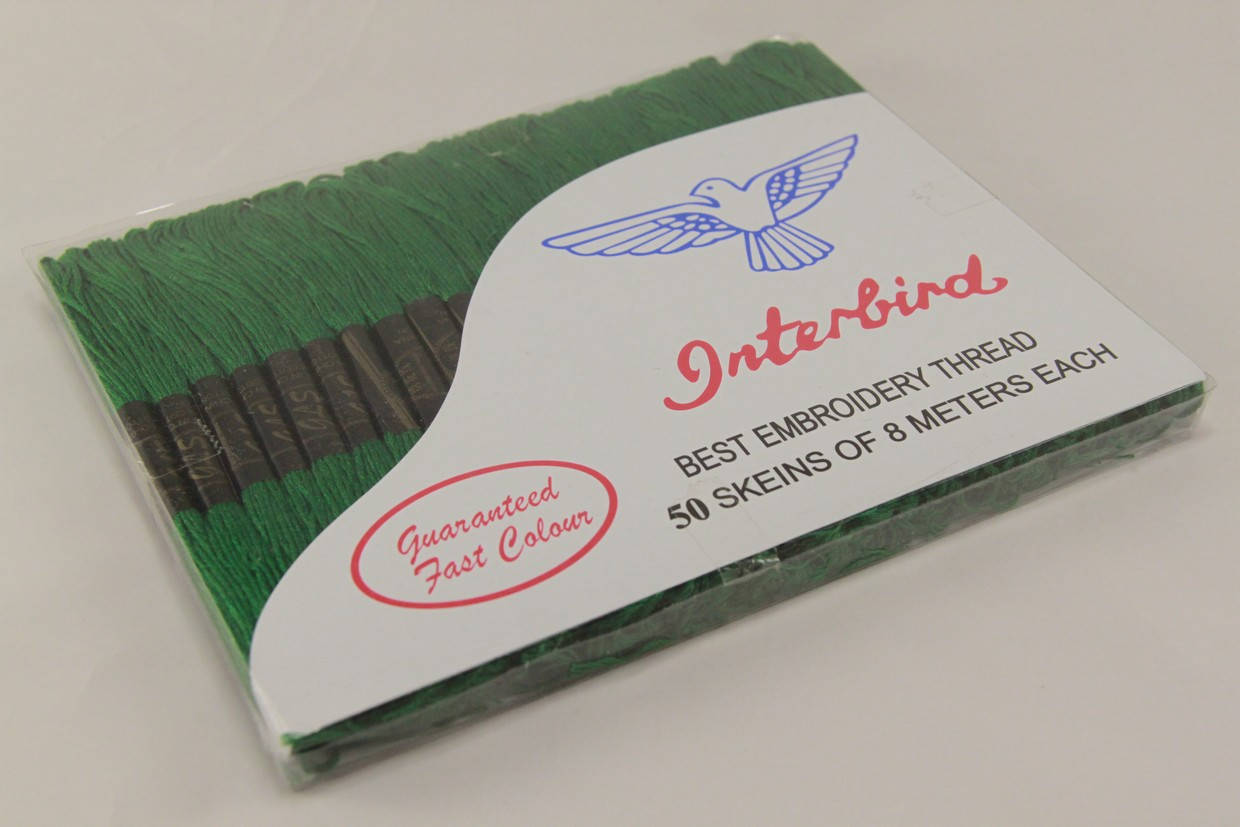 Interbird
BEST EMBROIDERY THREAD
50 SKEINS OF 8 METERS EACH
Guaranteed
Fast Colour